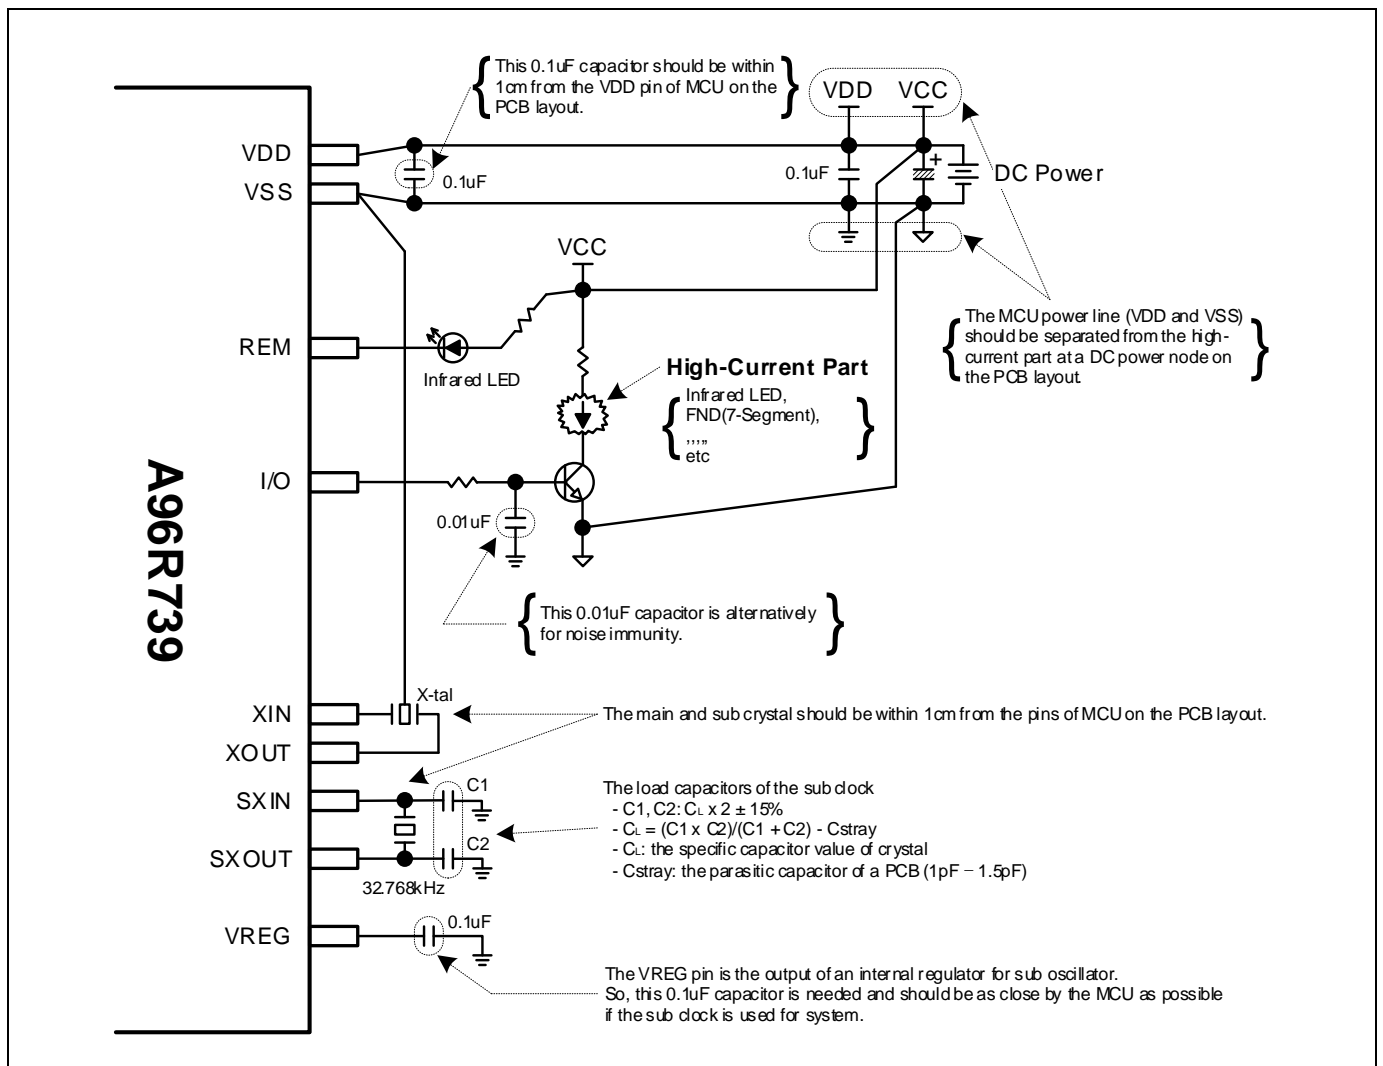 This 0.1uF capacitor should be within
1cm from the VDD pin of MCU on the
PCB layout.
VDD
VCC
VDD
0.1uF
VSS
0.1uF
+
DC Power
VCC
The MCU power line (VDD and VSS)
should be separated from the high-
current part at a DC power node on
the PCB layout.
REM
Infrared LED
High-Current Part
Infrared LED,
FND(7-Segment),
,,,,,
etc
I/O
0.01uF
A96R739
This 0.01uF capacitor is alternatively
for noise immunity.
X-tal
XIN
The main and sub crystal should be within 1cm from the pins of MCU on the PCB layout.
XOUT
SXIN
C1
The load capacitors of the sub clock
- C1, C2: CL x 2 ± 15%
- CL = (C1 x C2)/(C1 + C2) - Cstray
- CL: the specific capacitor value of crystal
- Cstray: the parasitic capacitor of a PCB (1pF – 1.5pF)
C2
SXOUT
32.768kHz
0.1uF
VREG
The VREG pin is the output of an internal regulator for sub oscillator.
So, this 0.1uF capacitor is needed and should be as close by the MCU as possible
if the sub clock is used for system.